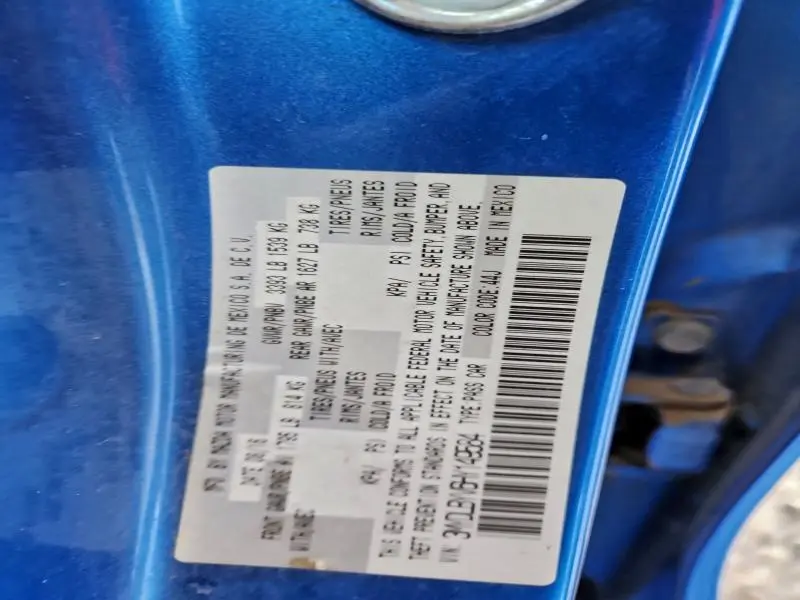 MFD BY MAZDA MOTOR MANUFACTURING DE MEXICO S.A. DE C.V.
DATE 08/16 GVWR/PNBV 3393 LB 1539 KG
FRONT GAWR/PNBE AV 1795 LB 814 KG REAR GAWR/PNBE AR 1627 LB 738 KG
WITH/AVEC TIRES/PNEUS WITH/AVEC TIRES/PNEUS
RIMS/JANTES RIMS/JANTES
KPA/ PSI COLD/A FROID KPA/ PSI COLD/A FROID
THIS VEHICLE CONFORMS TO ALL APPLICABLE FEDERAL MOTOR VEHICLE SAFETY, BUMPER, AND
THEFT PREVENTION STANDARDS IN EFFECT ON THE DATE OF MANUFACTURE SHOWN ABOVE.
VIN: TYPE:PASS CAR COLOR CODE:44J MADE IN MEXICO